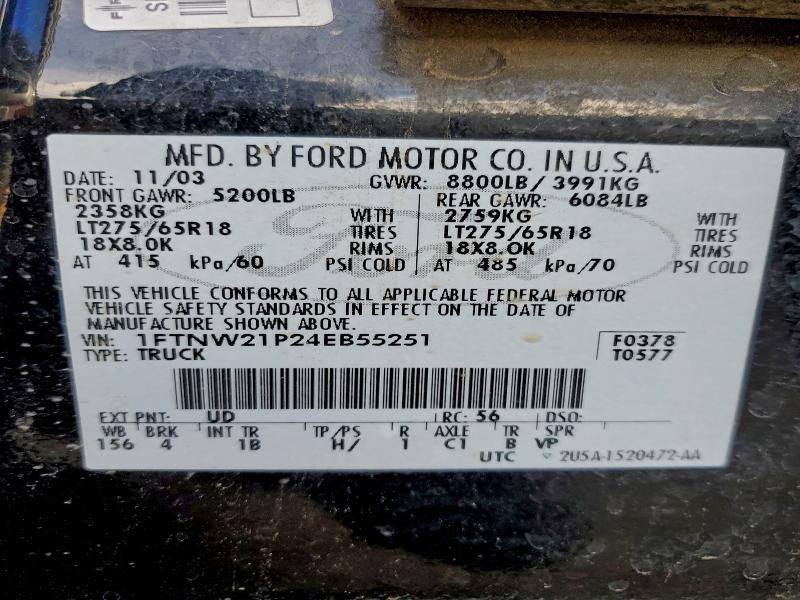 MFD. BY FORD MOTOR CO. IN U.S.A.
DATE: 11/03 GVWR: 8800LB/ 3991KG
FRONT GAWR: 5200LB REAR GAWR: 6084LB
2358KG WITH 2759KG WITH
LT275/65R18 TIRES LT275/65R18 TIRES
18X8.0K RIMS 18X8.0K RIMS
AT 415 kPa/60 PSI COLD AT 485 kPa/70 PSI COLD
THIS VEHICLE CONFORMS TO ALL APPLICABLE FEDERAL MOTOR
VEHICLE SAFETY STANDARDS IN EFFECT ON THE DATE OF
MANUFACTURE SHOWN ABOVE.
VIN: 1FTNW21P24EB55251 F0378
TYPE: TRUCK T0577
EXT PNT: UD RC: 56 DSO:
WB BRK INT TR TP/PS R AXLE TR SPR
156 4 1B H/ 1 C1 B VP
UTC 2U5A-1520472-AA